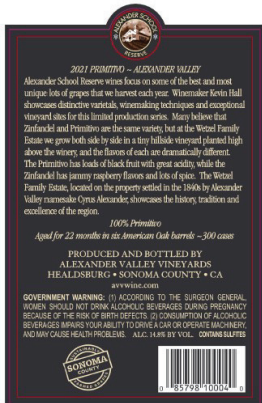 ALEXANDER SCHOOL
RESERVE
2021 PRIMITIVO ~ ALEXANDER VALLEY
Alexander School Reserve wines focus on some of the best and most
unique lots of grapes that we harvest each year. Winemaker Kevin Hall
showcases distinctive varietals, winemaking techniques and exceptional
vineyard sites for this limited production series. Many believe that
Zinfandel and Primitivo are the same variety, but at the Wetzel Family
Estate we grow both side by side in a tiny hillside vineyard planted high
above the winery, and the flavors of each are dramatically different.
The Primitivo has loads of black fruit with great acidity, while the
Zinfandel has jammy raspberry flavors and lots of spice. The Wetzel
Family Estate, located on the property settled in the 1840s by Alexander
Valley namesake Cyrus Alexander, showcases the history, tradition and
excellence of the region.
100% Primitivo
Aged for 22 months in six American Oak barrels ~300 cases
PRODUCED AND BOTTLED BY
ALEXANDER VALLEY VINEYARDS
HEALDSBURG • SONOMA COUNTY • CA
avvwine.com
GOVERNMENT WARNING: (1) ACCORDING TO THE SURGEON GENERAL,
WOMEN SHOULD NOT DRINK ALCOHOLIC BEVERAGES DURING PREGNANCY
BECAUSE OF THE RISK OF BIRTH DEFECTS. (2) CONSUMPTION OF ALCOHOLIC
BEVERAGES IMPAIRS YOUR ABILITY TO DRIVE A CAR OR OPERATE MACHINERY,
AND MAY CAUSE HEALTH PROBLEMS. ALC. 14.8% BY VOL. CONTAINS SULFITES
SONOMA
COUNTY
0 85798 10004 0